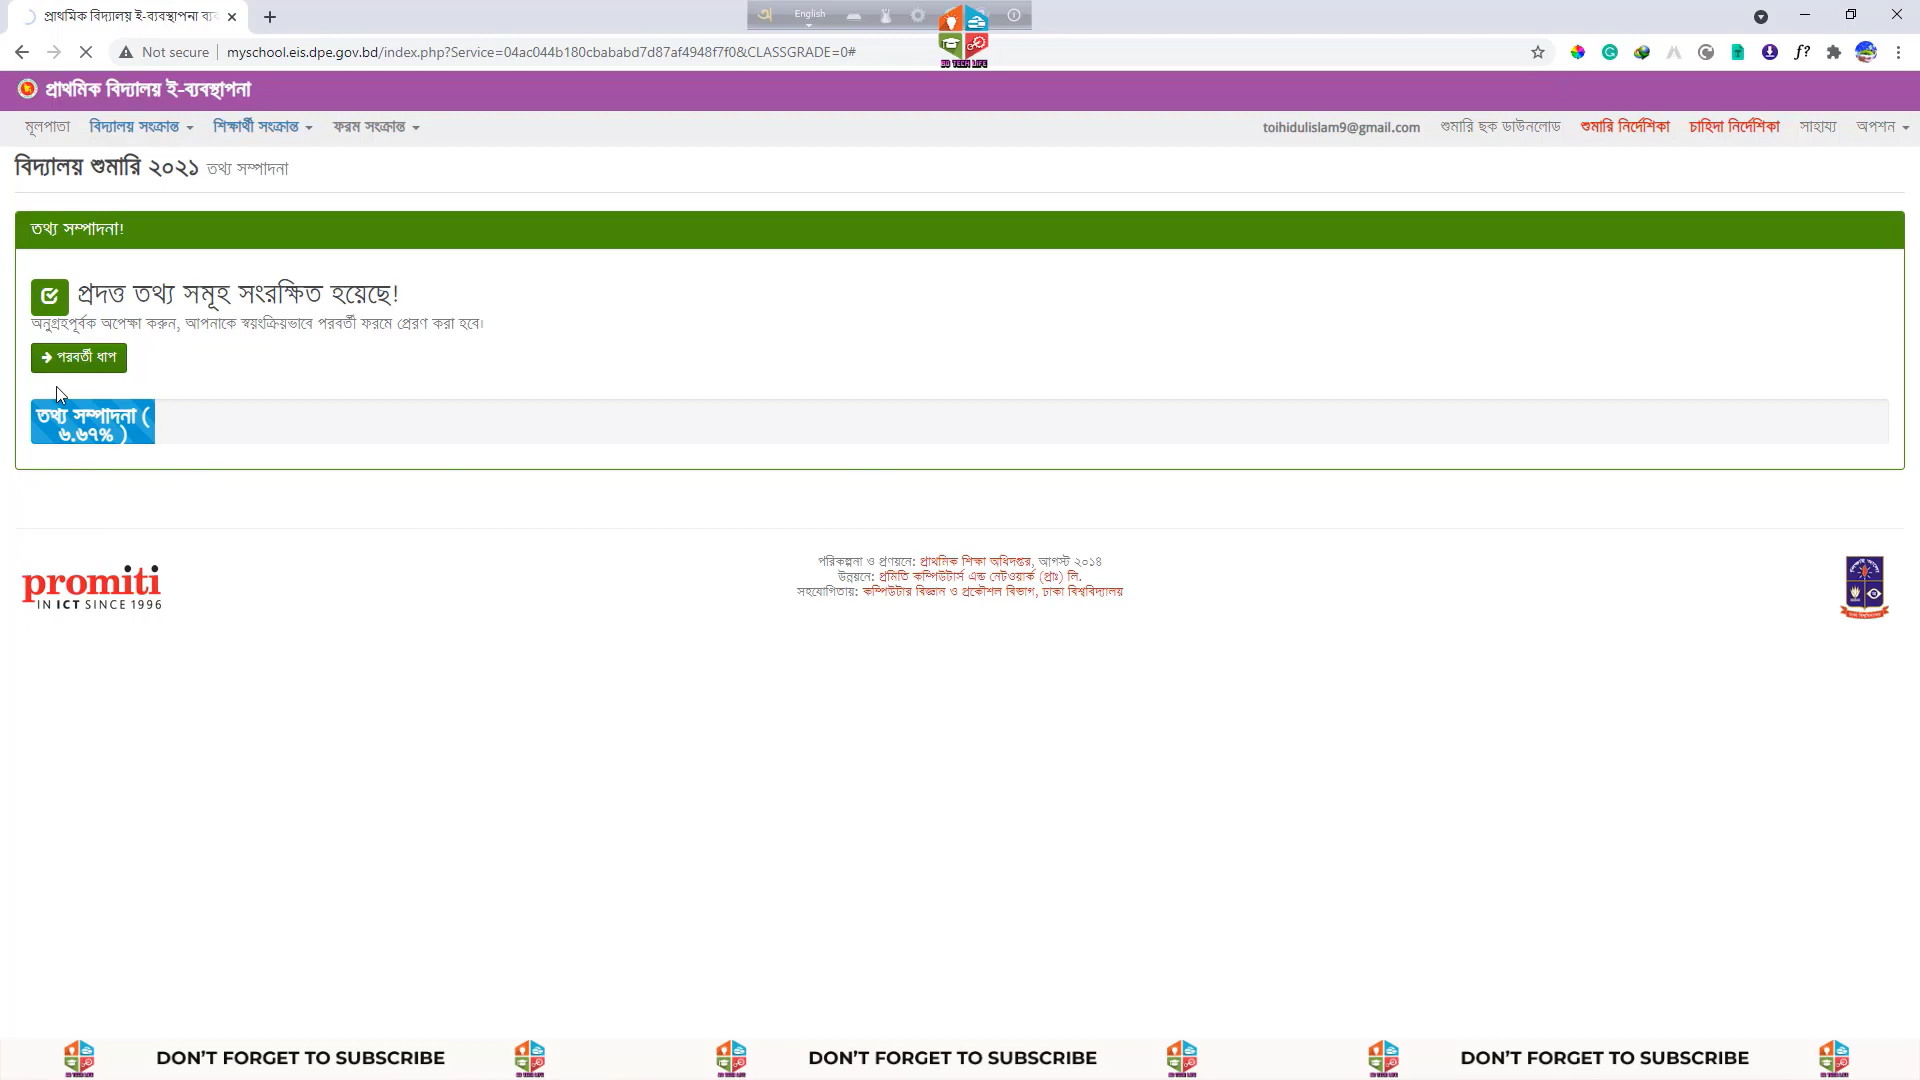 প্রাথমিক বিদ্যালয় ই-ব্যবস্থাপনা ব্যব
English
Not secure
myschool.eis.dpe.gov.bd/index.php?Service=04ac044b180cbababd7d87af4948f7f0&CLASSGRADE=0#
BG TECH LIFE
প্রাথমিক বিদ্যালয় ই-ব্যবস্থাপনা
মূলপাতা বিদ্যালয় সংক্রান্ত শিক্ষার্থী সংক্রান্ত ফরম সংক্রান্ত toihidulislam9@gmail.com শুমারি ছক ডাউনলোড শুমারি নির্দেশিকা চাহিদা নির্দেশিকা সাহায্য অপশন
বিদ্যালয় শুমারি ২০২১ তথ্য সম্পাদনা
তথ্য সম্পাদনা!
প্রদত্ত তথ্য সমূহ সংরক্ষিত হয়েছে!
অনুগ্রহপূর্বক অপেক্ষা করুন, আপনাকে স্বয়ংক্রিয়ভাবে পরবর্তী ফরমে প্রেরণ করা হবে।
পরবর্তী ধাপ
তথ্য সম্পাদনা (
৬.৬৭% )
promiti
IN ICT SINCE 1996
পরিকল্পনা ও প্রণয়নে: প্রাথমিক শিক্ষা অধিদপ্তর, আগস্ট ২০১৪
উন্নয়নে: প্রমিতি কম্পিউটার্স এন্ড নেটওয়ার্ক (প্রাঃ) লি.
সহযোগিতায়: কম্পিউটার বিজ্ঞান ও প্রকৌশল বিভাগ, ঢাকা বিশ্ববিদ্যালয়
DON'T FORGET TO SUBSCRIBE DON'T FORGET TO SUBSCRIBE DON'T FORGET TO SUBSCRIBE